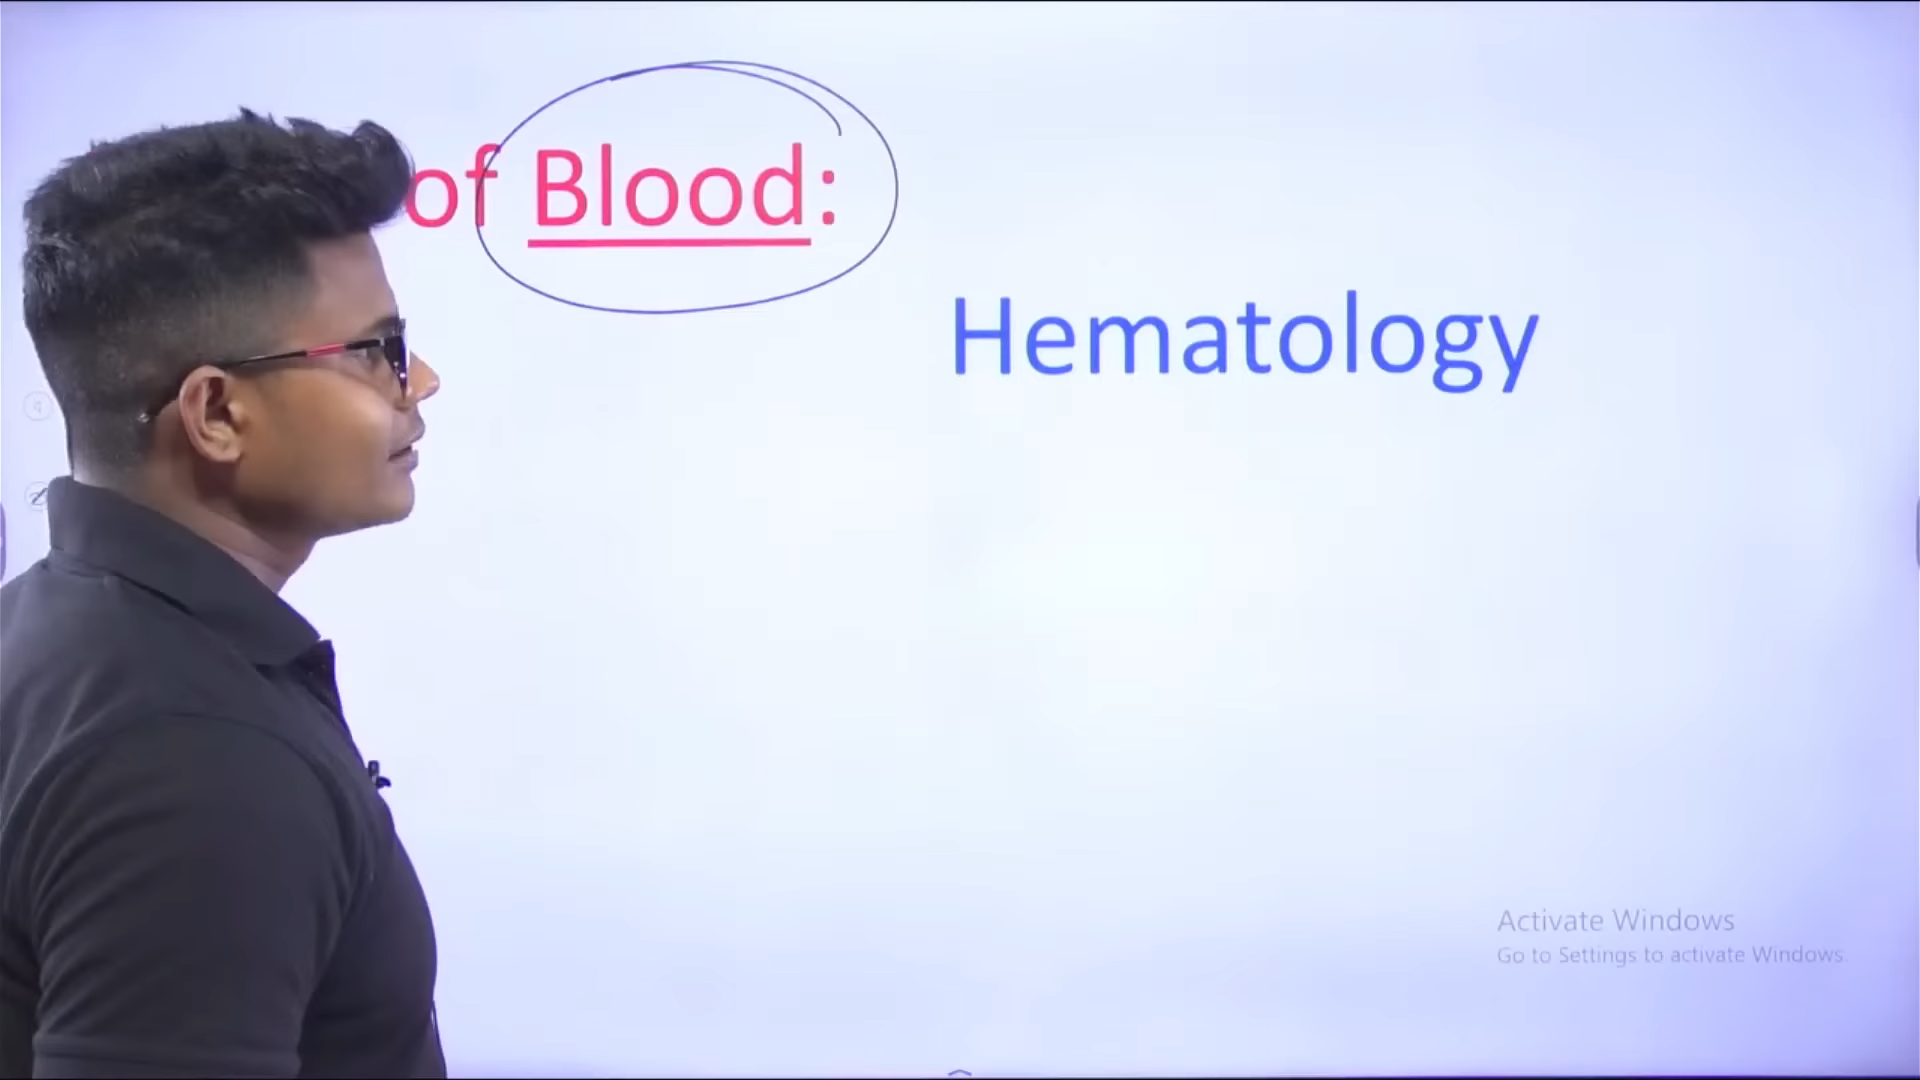 of Blood:
Hematology
Activate Windows
Go to Settings to activate Windows.